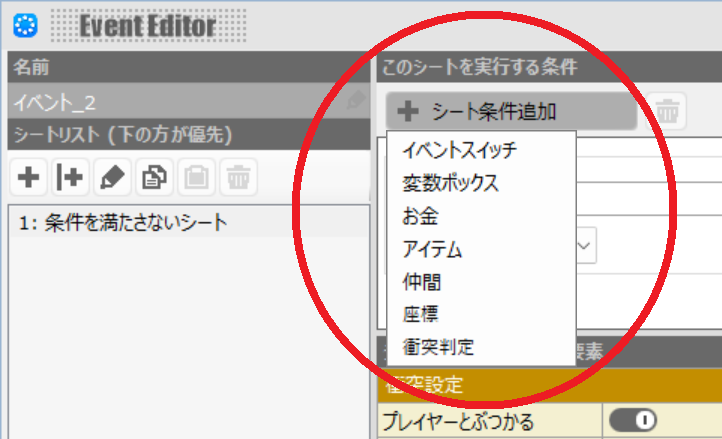 Event Editor
名前
イベント_2
シートリスト (下の方が優先)
1: 条件を満たさないシート
このシートを実行する条件
シート条件追加
イベントスイッチ
変数ボックス
お金
アイテム
仲間
座標
衝突判定
要素
衝突設定
プレイヤーとぶつかる